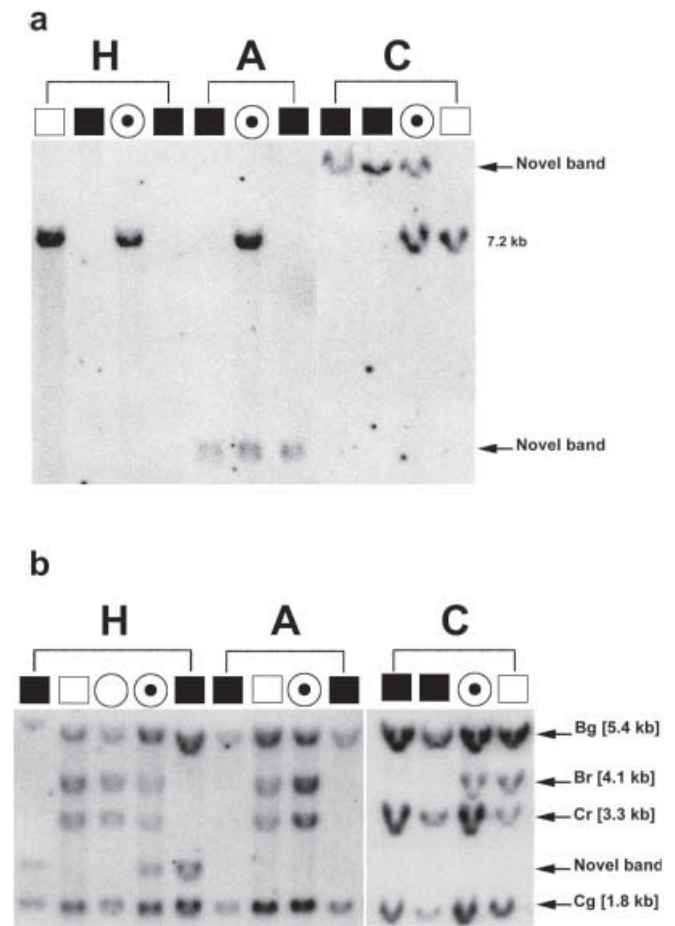 a
H A C
Novel band
7.2 kb
Novel band
b
H A C
Bg [5.4 kb]
Br [4.1 kb]
Cr [3.3 kb]
Novel band
Cg [1.8 kb]